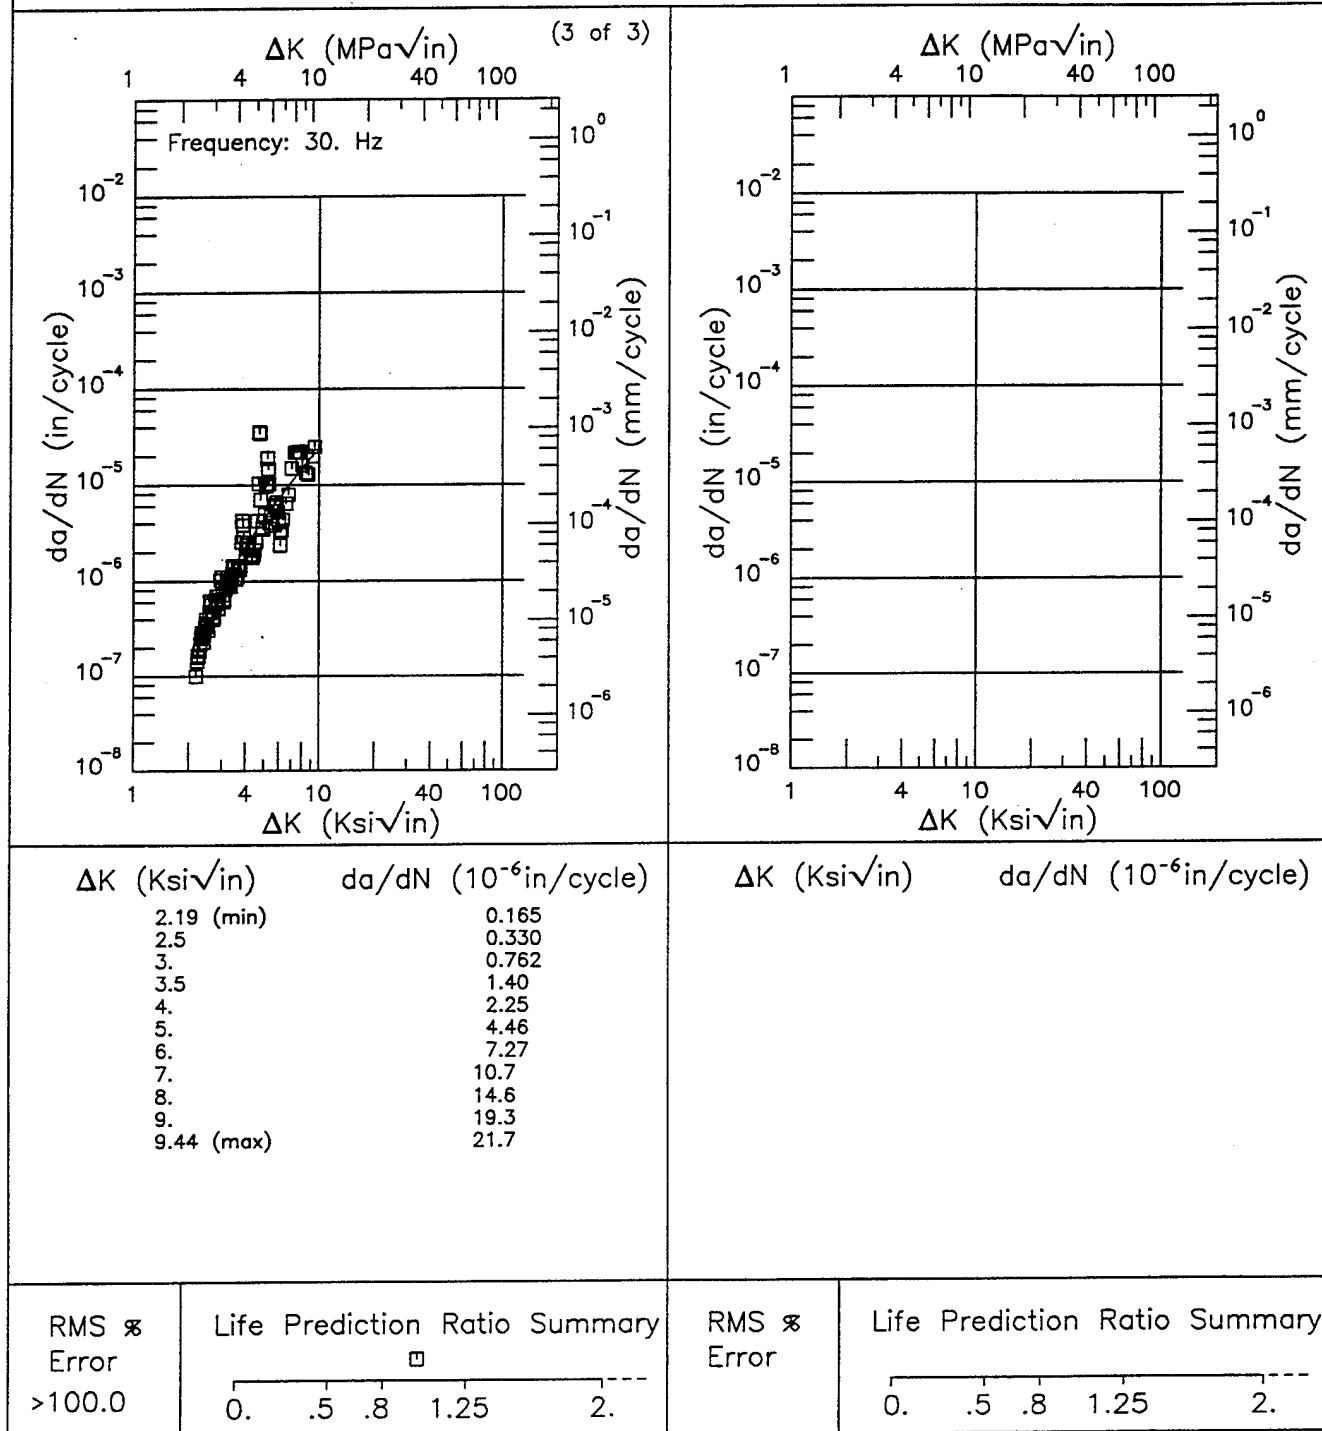 (3 of 3)
ΔK (MPa√in)
1 4 10 40 100
Frequency: 30. Hz
da/dN (in/cycle)
10⁻²
10⁻³
10⁻⁴
10⁻⁵
10⁻⁶
10⁻⁷
10⁻⁸
10⁰
10⁻¹
10⁻²
10⁻³
10⁻⁴
10⁻⁵
10⁻⁶
da/dN (mm/cycle)
1 4 10 40 100
ΔK (Ksi√in)
ΔK (MPa√in)
1 4 10 40 100
da/dN (in/cycle)
10⁻²
10⁻³
10⁻⁴
10⁻⁵
10⁻⁶
10⁻⁷
10⁻⁸
10⁰
10⁻¹
10⁻²
10⁻³
10⁻⁴
10⁻⁵
10⁻⁶
da/dN (mm/cycle)
1 4 10 40 100
ΔK (Ksi√in)
ΔK (Ksi√in) da/dN (10⁻⁶in/cycle)
2.19 (min) 0.165
2.5 0.330
3. 0.762
3.5 1.40
4. 2.25
5. 4.46
6. 7.27
7. 10.7
8. 14.6
9. 19.3
9.44 (max) 21.7
ΔK (Ksi√in) da/dN (10⁻⁶in/cycle)
RMS %
Error
>100.0
Life Prediction Ratio Summary
0. .5 .8 1.25 2.
RMS %
Error
Life Prediction Ratio Summary
0. .5 .8 1.25 2.